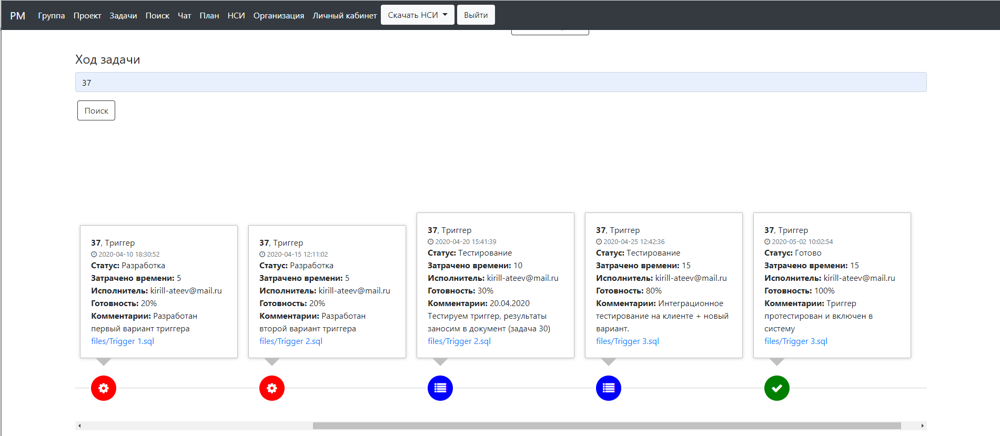 PM Группа Проект Задачи Поиск Чат План НСИ Организация Личный кабинет Скачать НСИ Выйти
Ход задачи
37
Поиск
37, Триггер
2020-04-10 18:30:52
Статус: Разработка
Затрачено времени: 5
Исполнитель: kirill-ateev@mail.ru
Готовность: 20%
Комментарии: Разработан
первый вариант триггера
files/Trigger 1.sql
37, Триггер
2020-04-15 12:11:02
Статус: Разработка
Затрачено времени: 5
Исполнитель: kirill-ateev@mail.ru
Готовность: 20%
Комментарии: Разработан
второй вариант триггера
files/Trigger 2.sql
37, Триггер
2020-04-20 15:41:39
Статус: Тестирование
Затрачено времени: 10
Исполнитель: kirill-ateev@mail.ru
Готовность: 30%
Комментарии: 20.04.2020
Тестируем триггер, результаты
заносим в документ (задача 30)
files/Trigger 2.sql
37, Триггер
2020-04-25 12:42:36
Статус: Тестирование
Затрачено времени: 15
Исполнитель: kirill-ateev@mail.ru
Готовность: 80%
Комментарии: Интеграционное
тестирование на клиенте + новый
вариант.
files/Trigger 3.sql
37, Триггер
2020-05-02 10:02:54
Статус: Готово
Затрачено времени: 15
Исполнитель: kirill-ateev@mail.ru
Готовность: 100%
Комментарии: Триггер
протестирован и включен в
систему
files/Trigger 3.sql